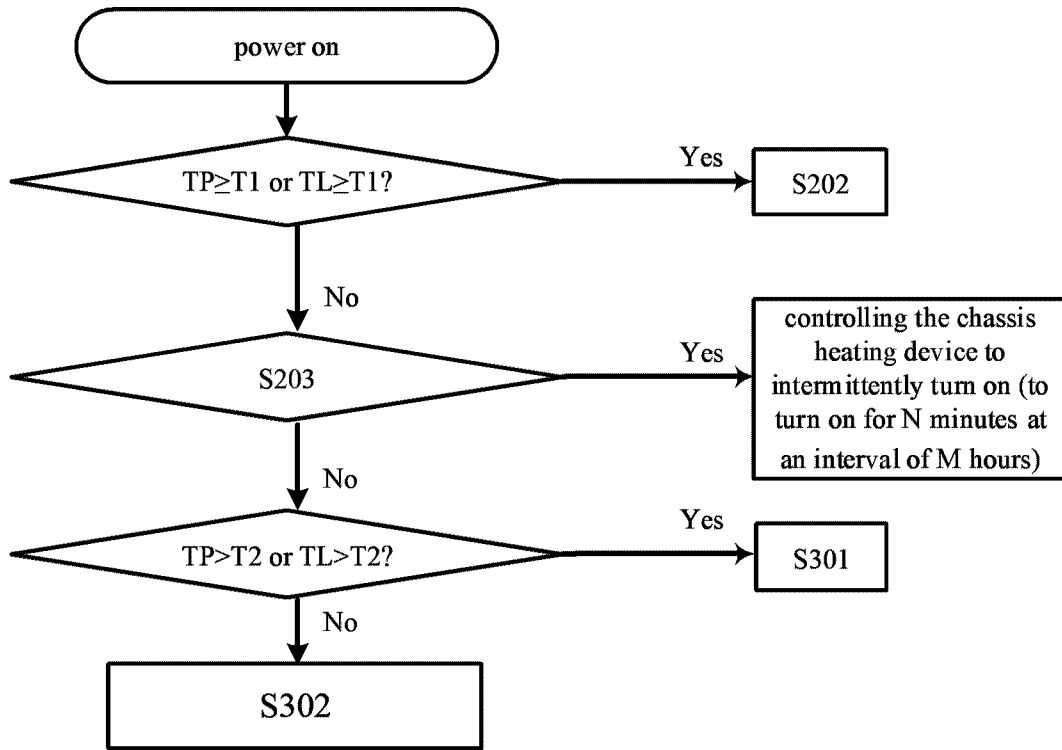 power on
TP≥T1 or TL≥T1?
Yes
S202
No
S203
Yes
controlling the chassis
heating device to
intermittently turn on (to
turn on for N minutes at
an interval of M hours)
No
TP>T2 or TL>T2?
Yes
S301
No
S302